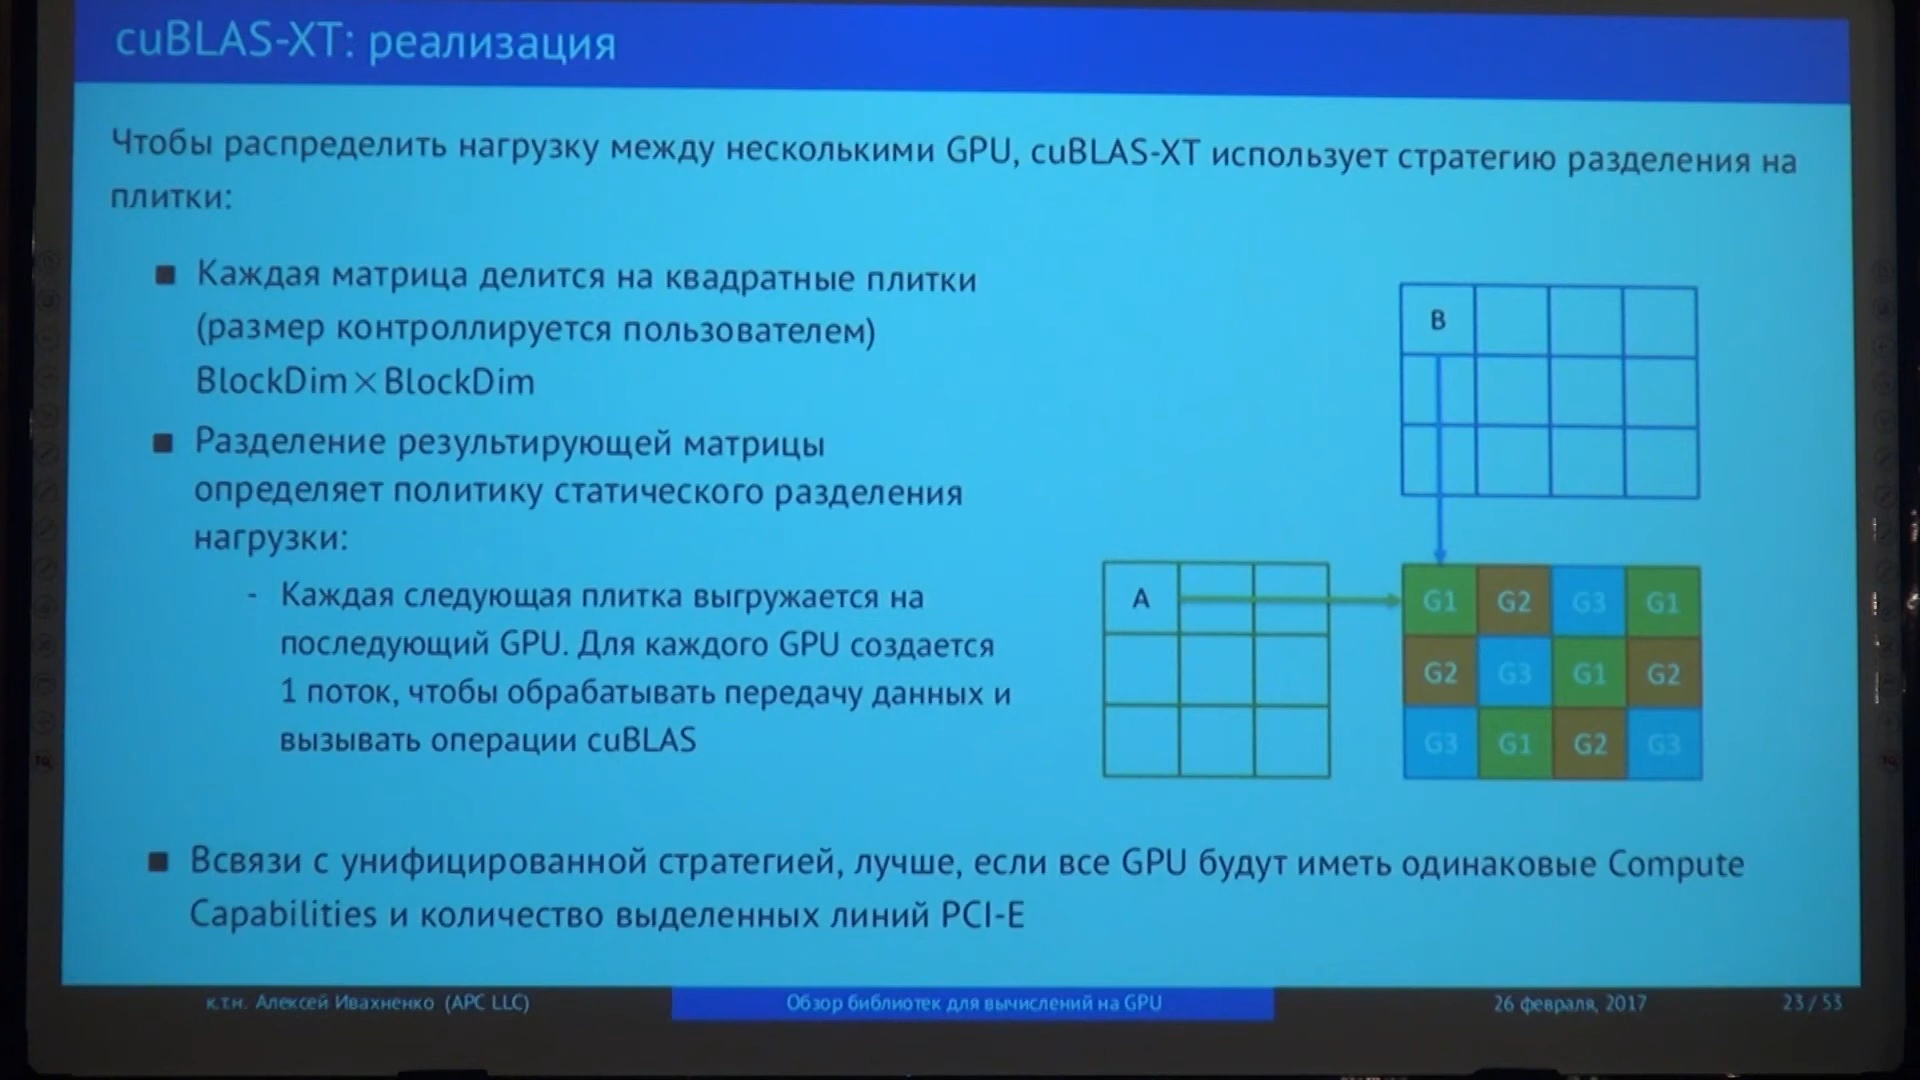 cuBLAS-XT: реализация
Чтобы распределить нагрузку между несколькими GPU, cuBLAS-XT использует стратегию разделения на
плитки:
■ Каждая матрица делится на квадратные плитки
(размер контроллируется пользователем)
BlockDim×BlockDim
■ Разделение результирующей матрицы
определяет политику статического разделения
нагрузки:
- Каждая следующая плитка выгружается на
последующий GPU. Для каждого GPU создается
1 поток, чтобы обрабатывать передачу данных и
вызывать операции cuBLAS
B
A
G1 G2 G3 G1
G2 G3 G1 G2
G3 G1 G2 G3
■ Всвязи с унифицированной стратегией, лучше, если все GPU будут иметь одинаковые Compute
Capabilities и количество выделенных линий PCI-E
к.т.н. Алексей Ивахненко (APC LLC)
Обзор библиотек для вычислений на GPU
26 февраля, 2017
23 / 53